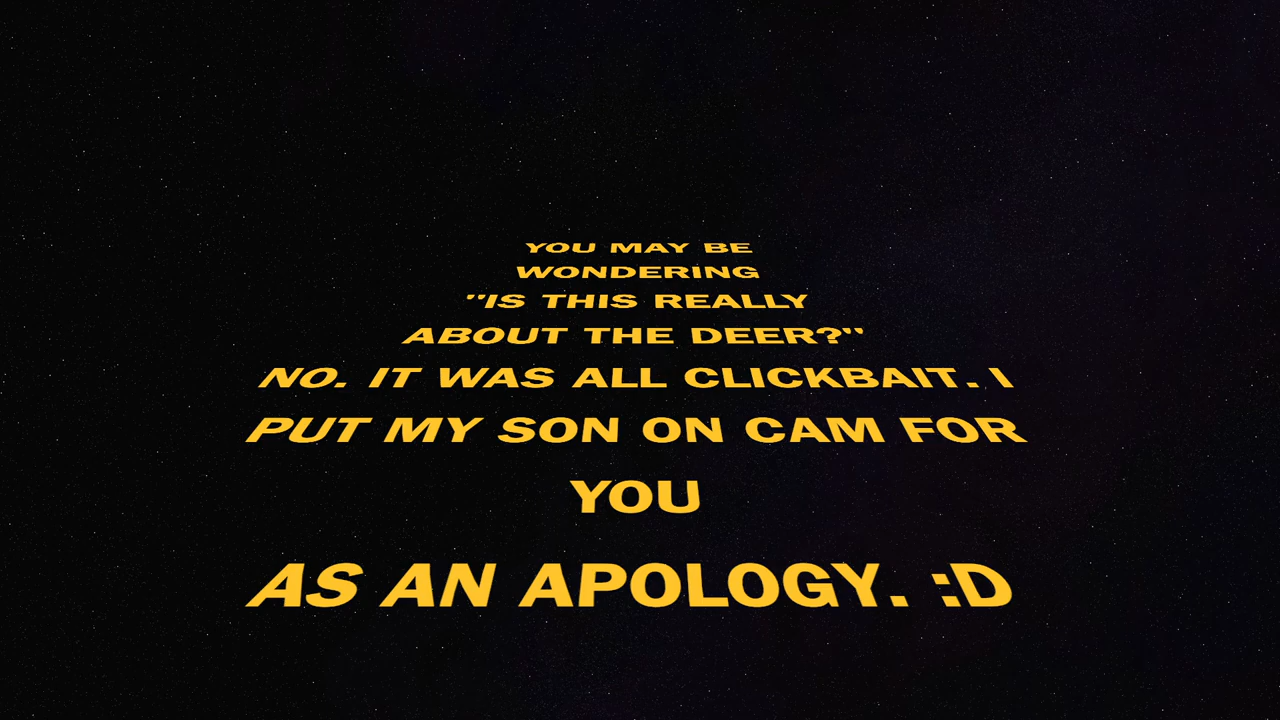 YOU MAY BE
WONDERING
"IS THIS REALLY
ABOUT THE DEER?"
NO. IT WAS ALL CLICKBAIT. I
PUT MY SON ON CAM FOR
YOU
AS AN APOLOGY. :D